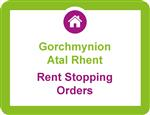 Gorchmynion
Atal Rhent
Rent Stopping
Orders